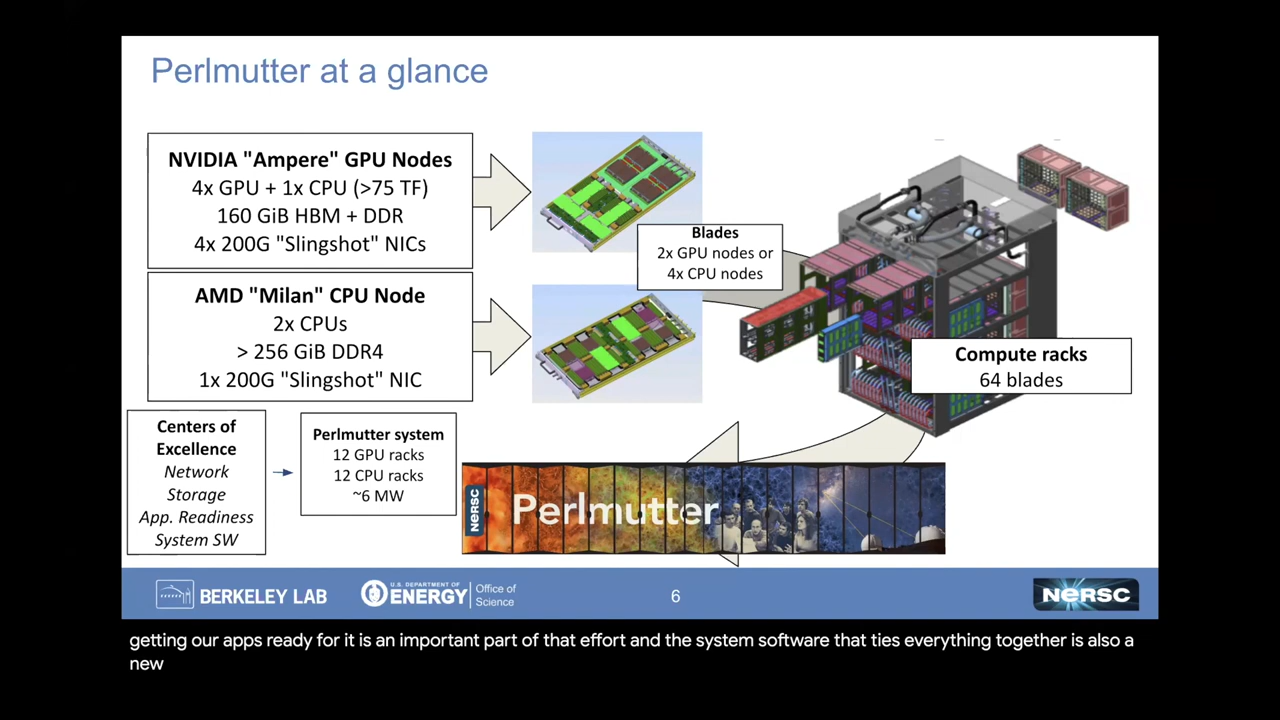 Perlmutter at a glance
NVIDIA "Ampere" GPU Nodes
4x GPU + 1x CPU (>75 TF)
160 GiB HBM + DDR
4x 200G "Slingshot" NICs
AMD "Milan" CPU Node
2x CPUs
> 256 GiB DDR4
1x 200G "Slingshot" NIC
Blades
2x GPU nodes or
4x CPU nodes
Compute racks
64 blades
Centers of
Excellence
Network
Storage
App. Readiness
System SW
Perlmutter system
12 GPU racks
12 CPU racks
~6 MW
NERSC
Perlmutter
BERKELEY LAB
U.S. DEPARTMENT OF
ENERGY
Office of
Science
6
NERSC
getting our apps ready for it is an important part of that effort and the system software that ties everything together is also a
new